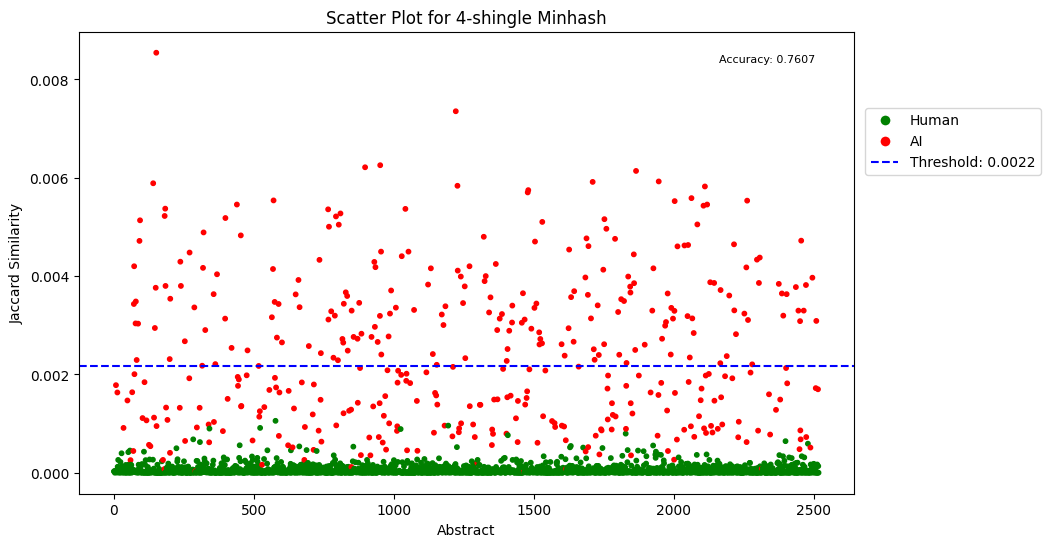 Scatter Plot for 4-shingle Minhash
Accuracy: 0.7607
0.008
0.006
0.004
0.002
0.000
Jaccard Similarity
0
500
1000
1500
2000
2500
Abstract
Human
AI
Threshold: 0.0022